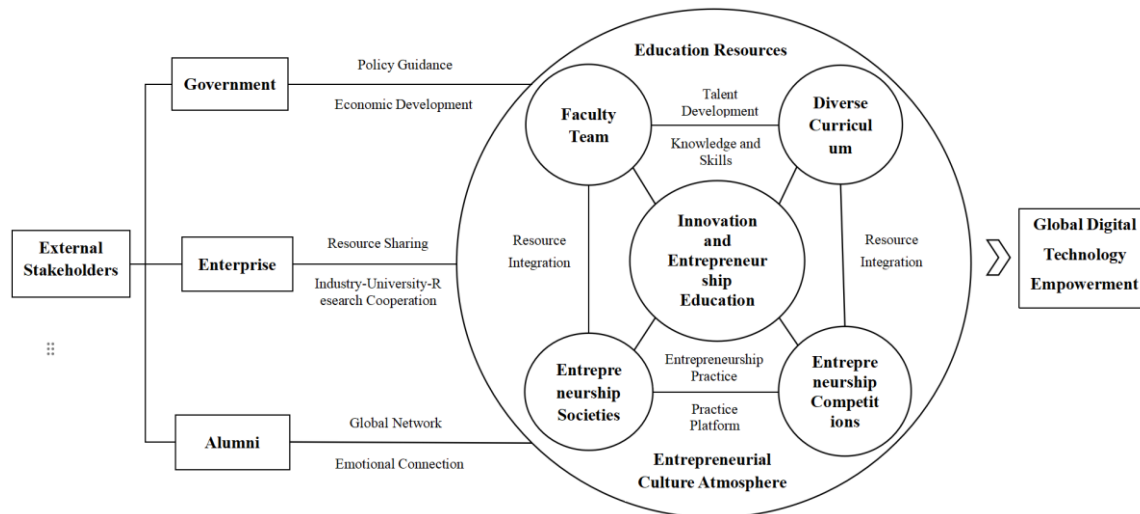 Education Resources
Policy Guidance
Government
Economic Development
Faculty
Team
Talent
Development
Knowledge and
Skills
Diverse
Curricul
um
External
Stakeholders
Enterprise
Resource Sharing
Industry-University-R
esearch Cooperation
Resource
Integration
Innovation
and
Entrepreneur
ship
Education
Resource
Integration
Global Digital
Technology
Empowerment
Entrepre
neurship
Societies
Entrepreneurship
Practice
Practice
Platform
Entrepre
neurship
Competit
ions
Alumni
Global Network
Emotional Connection
Entrepreneurial
Culture Atmosphere